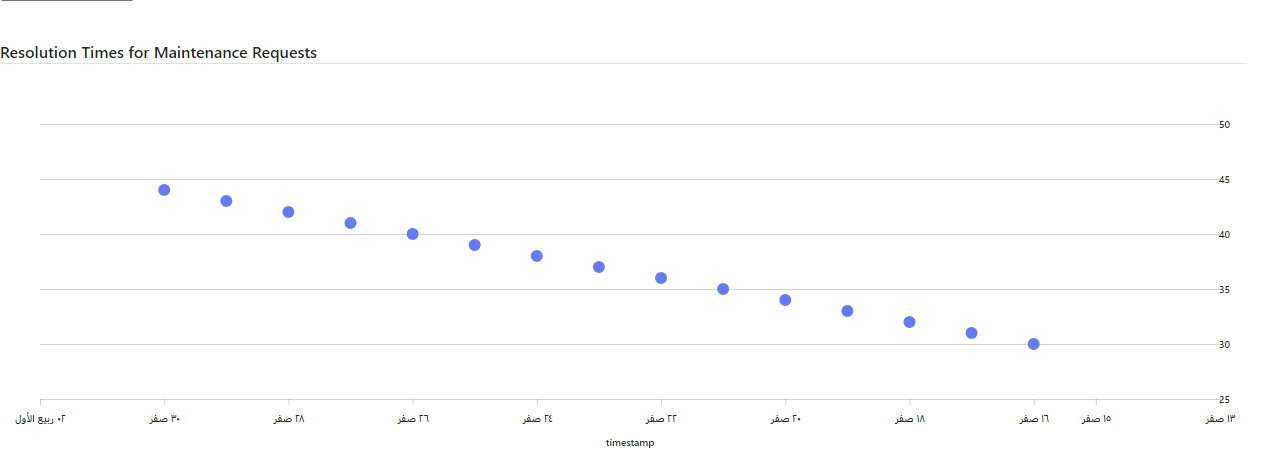 Resolution Times for Maintenance Requests
50
45
40
35
30
25
١٣ صفر
١٥ صفر
١٦ صفر
١٨ صفر
٢٠ صفر
٢٢ صفر
٢٤ صفر
٢٦ صفر
٢٨ صفر
٣٠ صفر
٠٢ ربيع الأول
timestamp